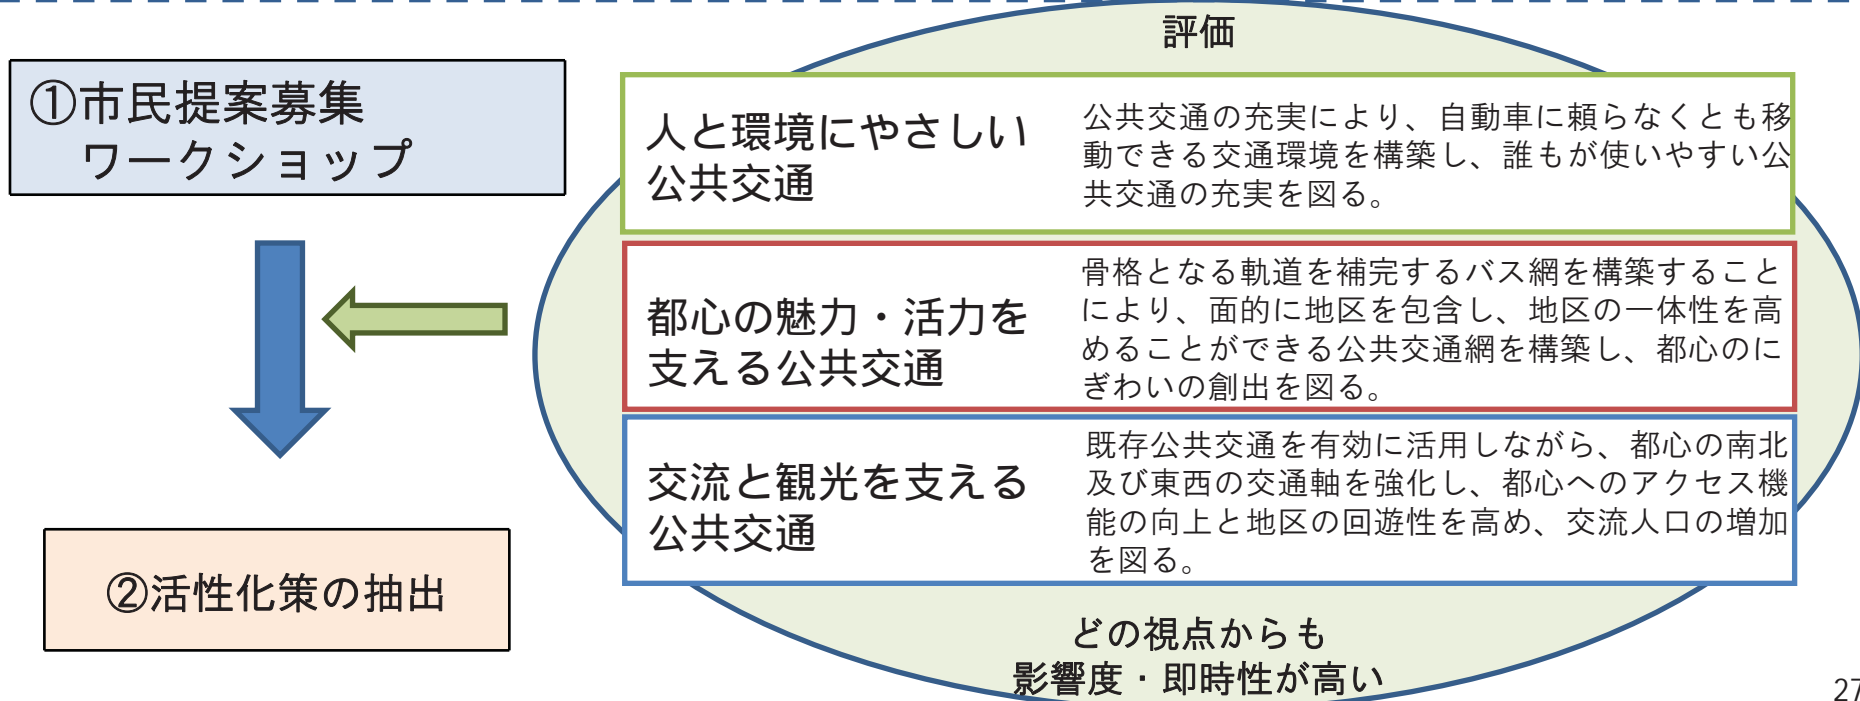 ①市民提案募集
ワークショップ
②活性化策の抽出
評価
人と環境にやさしい
公共交通
公共交通の充実により、自動車に頼らなくとも移
動できる交通環境を構築し、誰もが使いやすい公
共交通の充実を図る。
都心の魅力・活力を
支える公共交通
骨格となる軌道を補完するバス網を構築すること
により、面的に地区を包含し、地区の一体性を高
めることができる公共交通網を構築し、都心のに
ぎわいの創出を図る。
交流と観光を支える
公共交通
既存公共交通を有効に活用しながら、都心の南北
及び東西の交通軸を強化し、都心へのアクセス機
能の向上と地区の回遊性を高め、交流人口の増加
を図る。
どの視点からも
影響度・即時性が高い
27